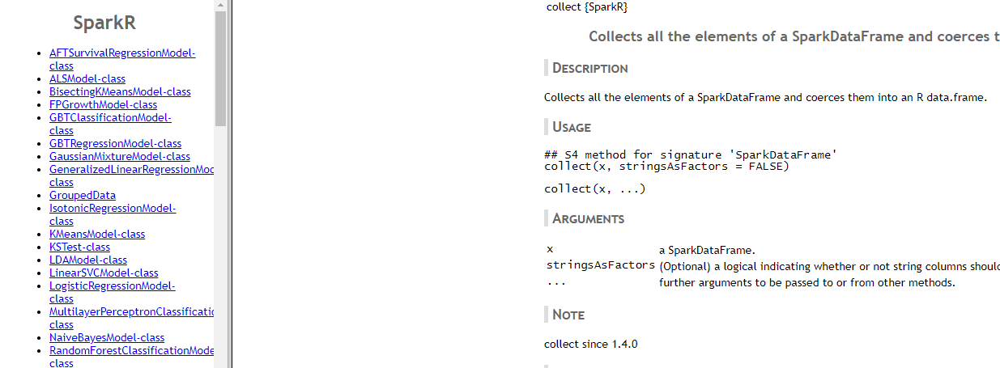 SparkR
AFTSurvivalRegressionModel-
class
ALSModel-class
BisectingKMeansModel-class
FPGrowthModel-class
GBTClassificationModel-
class
GBTRegressionModel-class
GaussianMixtureModel-class
GeneralizedLinearRegressionMod
class
GroupedData
IsotonicRegressionModel-
class
KMeansModel-class
KSTest-class
LDAModel-class
LinearSVCModel-class
LogisticRegressionModel-
class
MultilayerPerceptronClassificatio
class
NaiveBayesModel-class
RandomForestClassificationMode
class
collect {SparkR}
Collects all the elements of a SparkDataFrame and coerces t
Description
Collects all the elements of a SparkDataFrame and coerces them into an R data.frame.
Usage
## S4 method for signature 'SparkDataFrame'
collect(x, stringsAsFactors = FALSE)
collect(x, ...)
Arguments
x a SparkDataFrame.
stringsAsFactors (Optional) a logical indicating whether or not string columns should
... further arguments to be passed to or from other methods.
Note
collect since 1.4.0